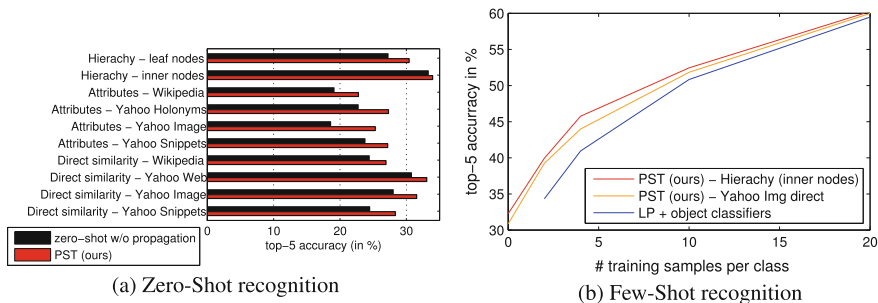 Hierachy − leaf nodes
Hierachy − inner nodes
Attributes − Wikipedia
Attributes − Yahoo Holonyms
Attributes − Yahoo Image
Attributes − Yahoo Snippets
Direct similarity − Wikipedia
Direct similarity − Yahoo Web
Direct similarity − Yahoo Image
Direct similarity − Yahoo Snippets
0 10 20 30
top−5 accuracy (in %)
zero−shot w/o propagation
PST (ours)
(a) Zero-Shot recognition
60
55
50
45
40
35
30
top−5 accurracy in %
0 5 10 15 20
# training samples per class
PST (ours) − Hierachy (inner nodes)
PST (ours) − Yahoo Img direct
LP + object classifiers
(b) Few-Shot recognition